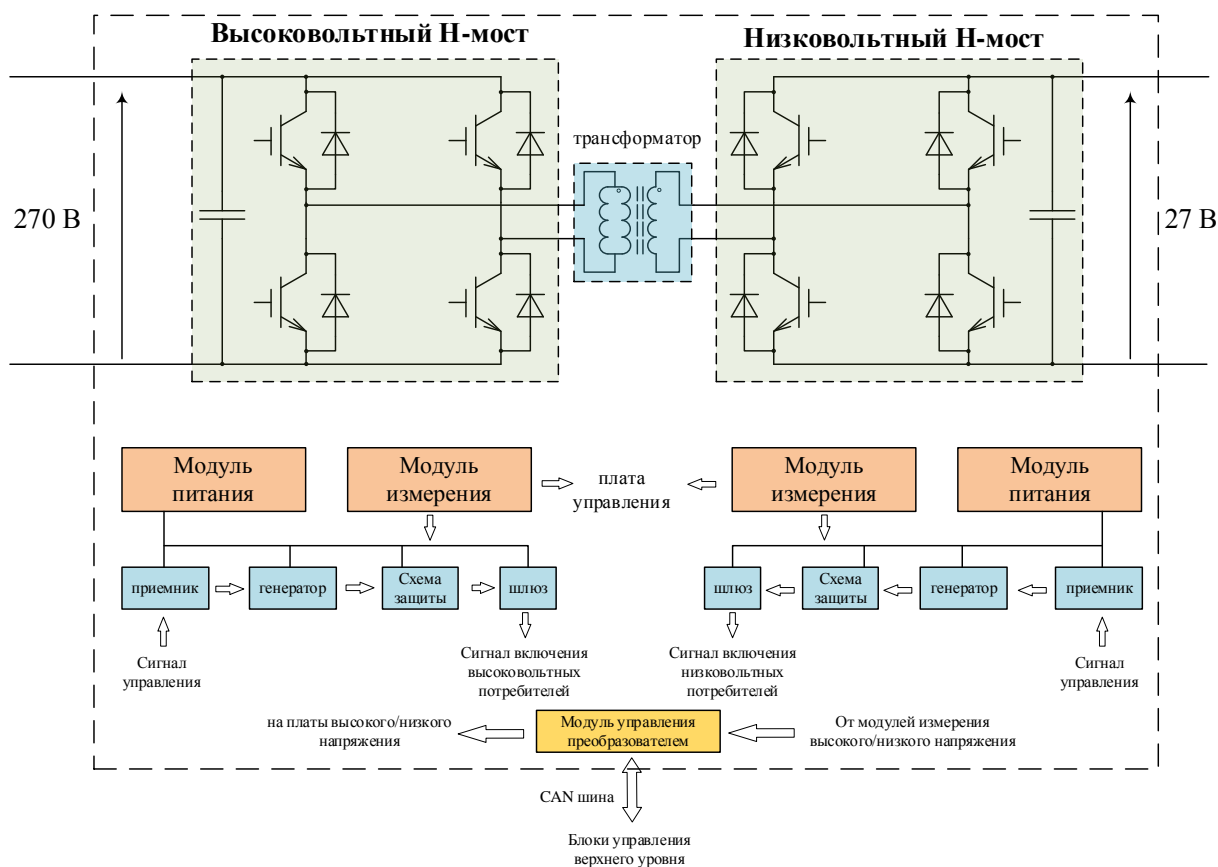 Высоковольтный Н-мост
Низковольтный Н-мост
трансформатор
270 В
27 В
Модуль
питания
Модуль
измерения
плата
управления
Модуль
измерения
Модуль
питания
приемник
генератор
Схема
защиты
шлюз
шлюз
Схема
защиты
генератор
приемник
Сигнал
управления
Сигнал включения
высоковольтных
потребителей
Сигнал включения
низковольтных
потребителей
Сигнал
управления
на платы высокого/низкого
напряжения
Модуль управления
преобразователем
От модулей измерения
высокого/низкого напряжения
CAN шина
Блоки управления
верхнего уровня